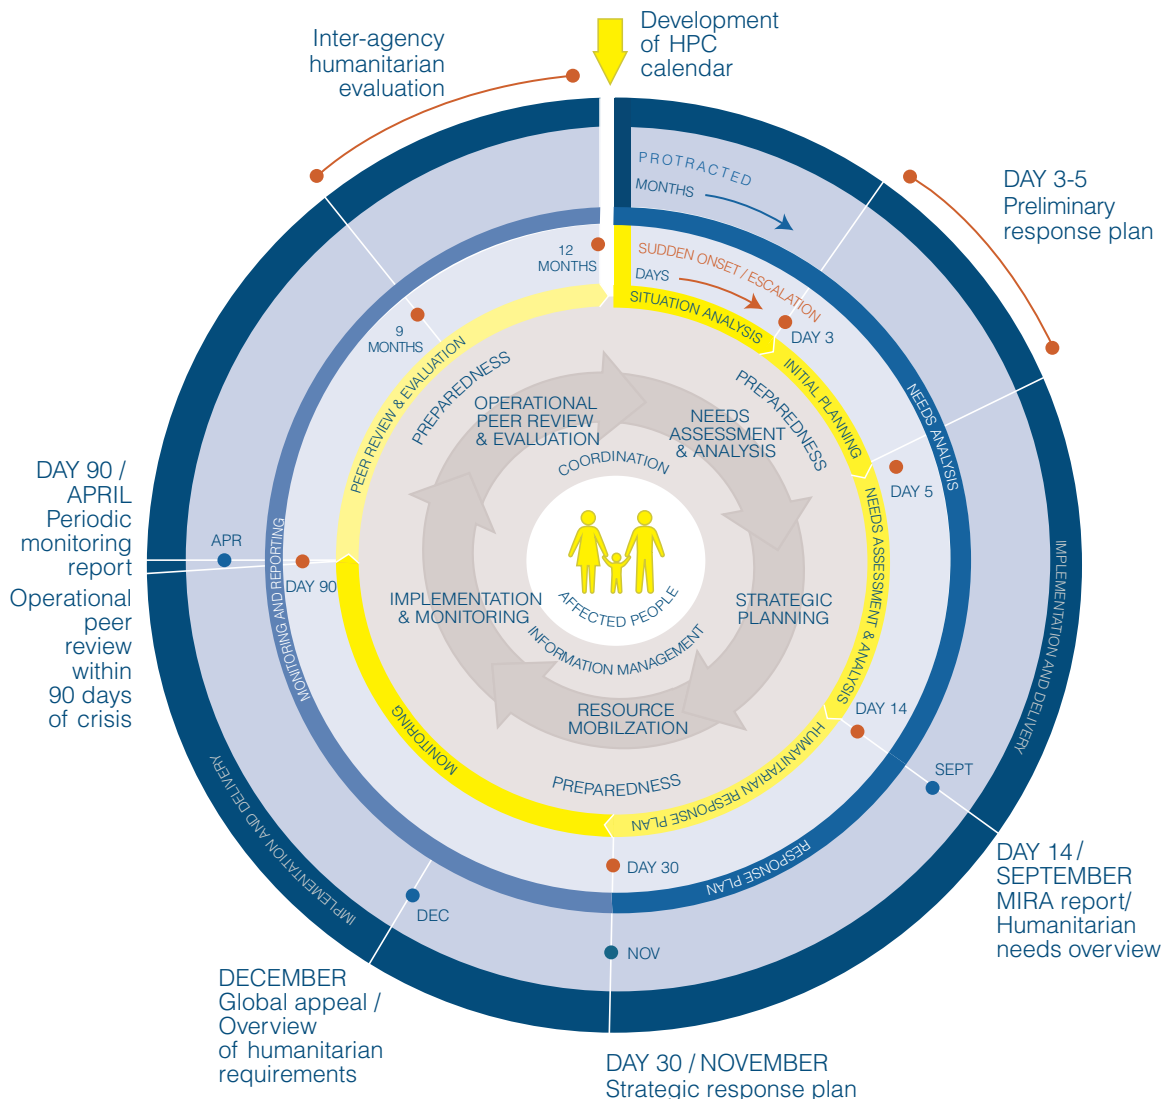 Development
of HPC
calendar
Inter-agency
humanitarian
evaluation
DAY 3-5
Preliminary
response plan
PROTRACTED
MONTHS
SUDDEN ONSET / ESCALATION
DAYS
SITUATION ANALYSIS
DAY 3
INITIAL PLANNING
DAY 5
NEEDS ANALYSIS
NEEDS ASSESSMENT & ANALYSIS
IMPLEMENTATION AND DELIVERY
DAY 14
SEPT
DAY 14 /
SEPTEMBER
MIRA report/
Humanitarian
needs overview
HUMANITARIAN RESPONSE PLAN
RESPONSE PLAN
DAY 30
NOV
DAY 30 / NOVEMBER
Strategic response plan
DEC
DECEMBER
Global appeal /
Overview
of humanitarian
requirements
MONITORING
IMPLEMENTATION AND DELIVERY
MONITORING AND REPORTING
DAY 90
APR
DAY 90 /
APRIL
Periodic
monitoring
report
Operational
peer
review
within
90 days
of crisis
PEER REVIEW & EVALUATION
9
MONTHS
12
MONTHS
PREPAREDNESS
PREPAREDNESS
PREPAREDNESS
OPERATIONAL
PEER REVIEW
& EVALUATION
NEEDS
ASSESSMENT
& ANALYSIS
STRATEGIC
PLANNING
RESOURCE
MOBILZATION
IMPLEMENTATION
& MONITORING
COORDINATION
AFFECTED PEOPLE
INFORMATION MANAGEMENT